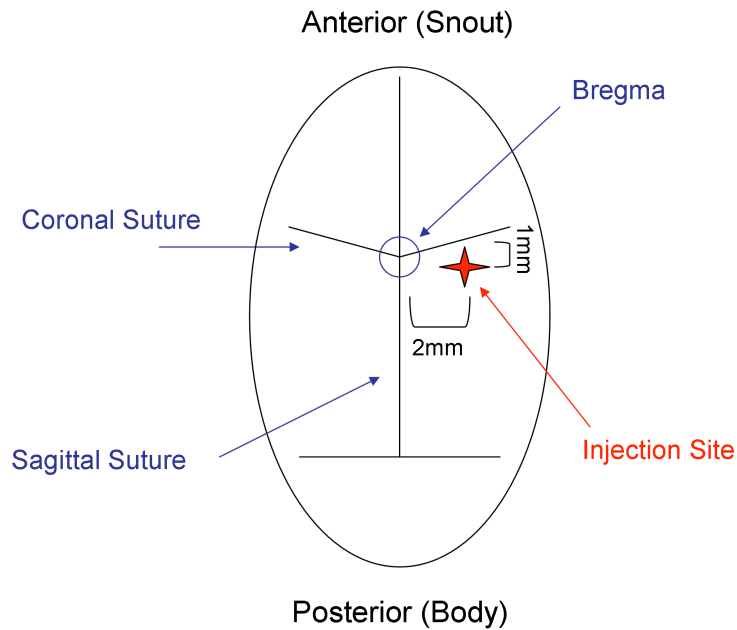 Anterior (Snout)
Bregma
Coronal Suture
1mm
2mm
Injection Site
Sagittal Suture
Posterior (Body)